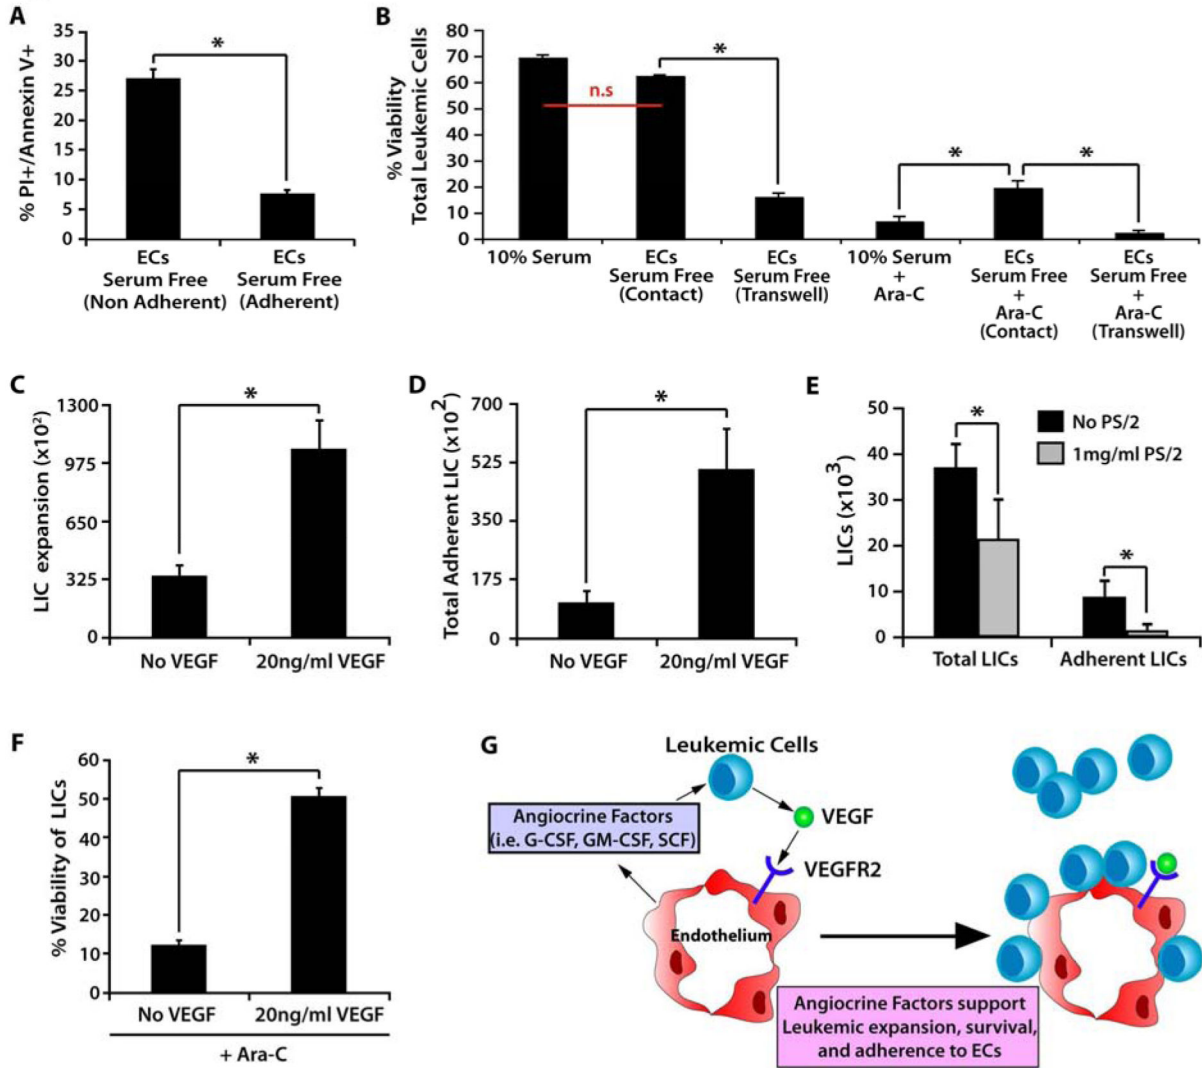 A
% PI+/Annexin V+
35
30
25
20
15
10
5
0
*
ECs
Serum Free
(Non Adherent)
ECs
Serum Free
(Adherent)
B
% Viability
Total Leukemic Cells
80
70
60
50
40
30
20
10
0
n.s
*
*
*
10% Serum
ECs
Serum Free
(Contact)
ECs
Serum Free
(Transwell)
10% Serum
+
Ara-C
ECs
Serum Free
+
Ara-C
(Contact)
ECs
Serum Free
+
Ara-C
(Transwell)
C
LIC expansion (x10²)
1300
975
650
325
0
*
No VEGF
20ng/ml VEGF
D
Total Adherent LIC (x10²)
700
525
350
175
0
*
No VEGF
20ng/ml VEGF
E
LICs (x10³)
50
40
30
20
10
0
*
*
No PS/2
1mg/ml PS/2
Total LICs
Adherent LICs
F
% Viability of LICs
60
50
40
30
20
10
0
*
No VEGF
20ng/ml VEGF
+ Ara-C
G
Leukemic Cells
Angiocrine Factors
(i.e. G-CSF, GM-CSF, SCF)
VEGF
VEGFR2
Endothelium
Angiocrine Factors support
Leukemic expansion, survival,
and adherence to ECs